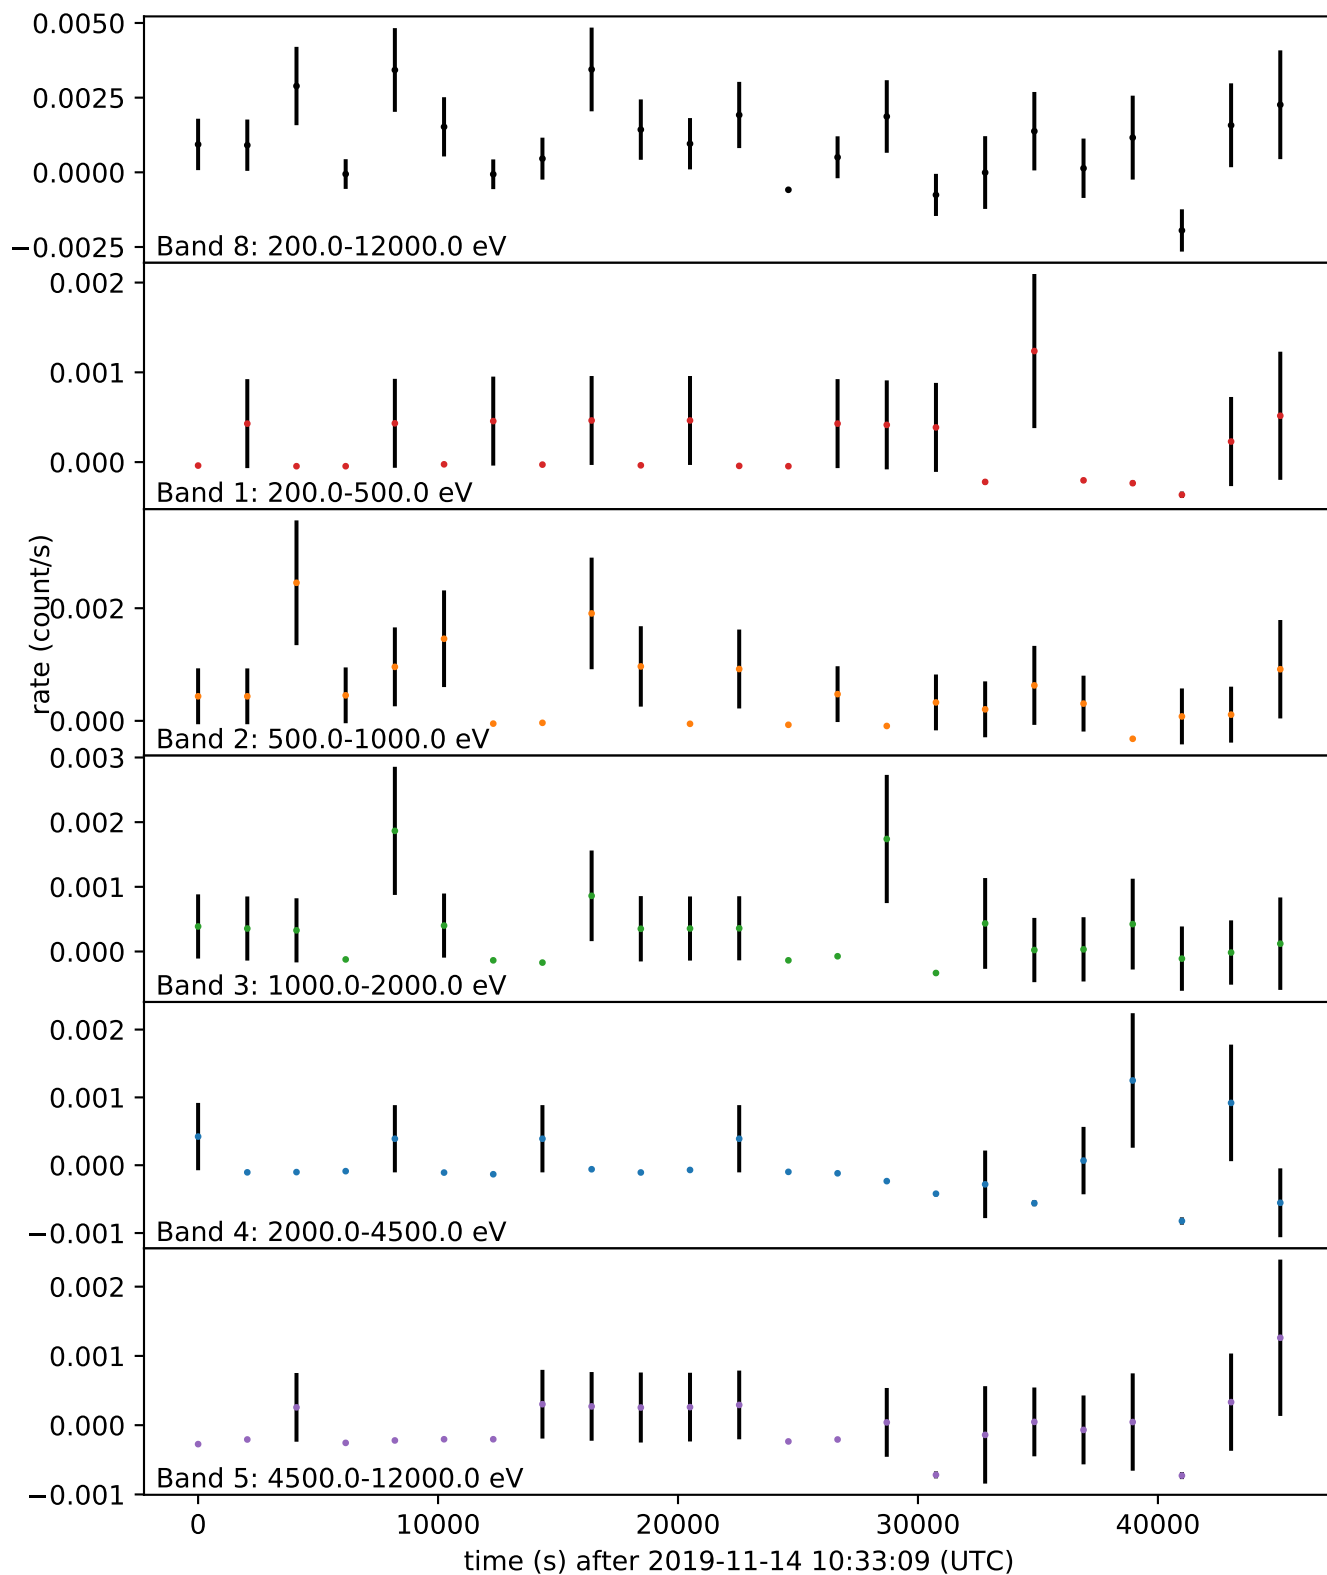 0.0050
0.0025
0.0000
−0.0025
Band 8: 200.0-12000.0 eV
0.002
0.001
0.000
Band 1: 200.0-500.0 eV
rate (count/s)
0.002
0.000
Band 2: 500.0-1000.0 eV
0.003
0.002
0.001
0.000
Band 3: 1000.0-2000.0 eV
0.002
0.001
0.000
−0.001
Band 4: 2000.0-4500.0 eV
0.002
0.001
0.000
−0.001
Band 5: 4500.0-12000.0 eV
0 10000 20000 30000 40000
time (s) after 2019-11-14 10:33:09 (UTC)